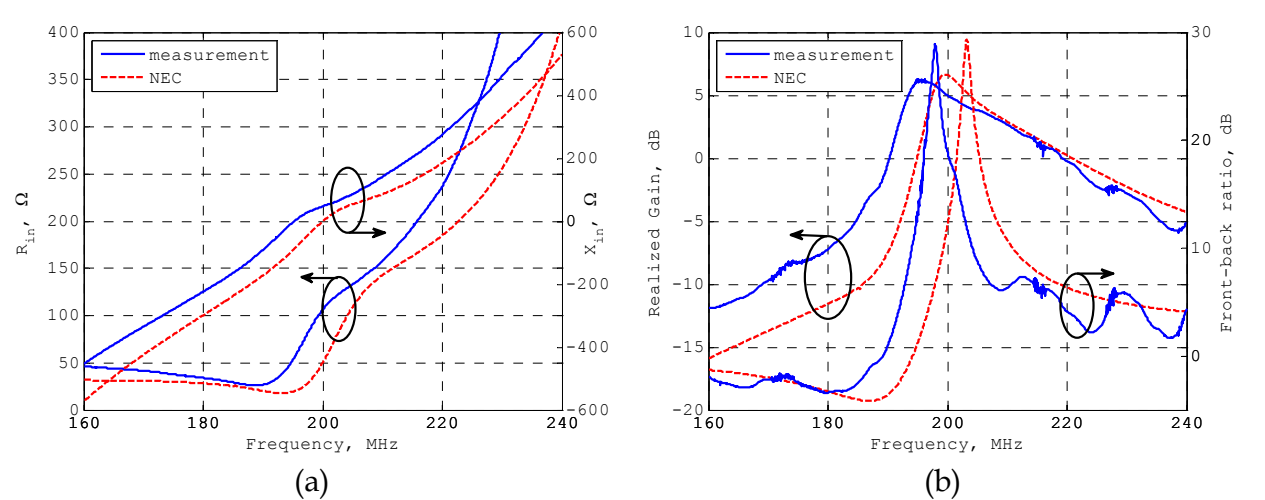 400
350
300
250
200
150
100
50
0
R_in, Ω
measurement
NEC
600
400
200
0
-200
-400
-600
X_in, Ω
160 180 200 220 240
Frequency, MHz
(a)
10
5
0
-5
-10
-15
-20
Realized Gain, dB
measurement
NEC
30
20
10
0
Front-back ratio, dB
160 180 200 220 240
Frequency, MHz
(b)